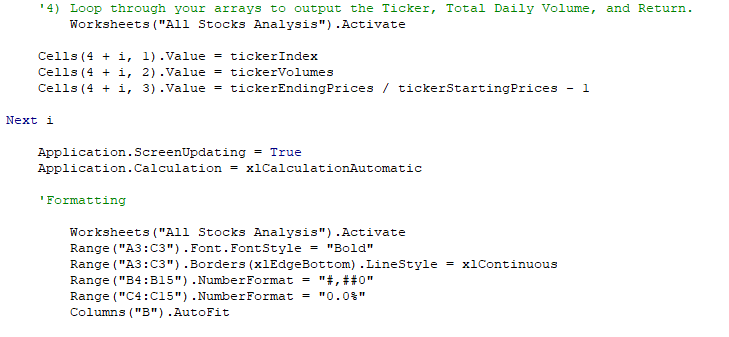 '4) Loop through your arrays to output the Ticker, Total Daily Volume, and Return.
Worksheets("All Stocks Analysis").Activate
Cells(4 + i, 1).Value = tickerIndex
Cells(4 + i, 2).Value = tickerVolumes
Cells(4 + i, 3).Value = tickerEndingPrices / tickerStartingPrices - 1
Next i
Application.ScreenUpdating = True
Application.Calculation = xlCalculationAutomatic
'Formatting
Worksheets("All Stocks Analysis").Activate
Range("A3:C3").Font.FontStyle = "Bold"
Range("A3:C3").Borders(xlEdgeBottom).LineStyle = xlContinuous
Range("B4:B15").NumberFormat = "#,##0"
Range("C4:C15").NumberFormat = "0.0%"
Columns("B").AutoFit